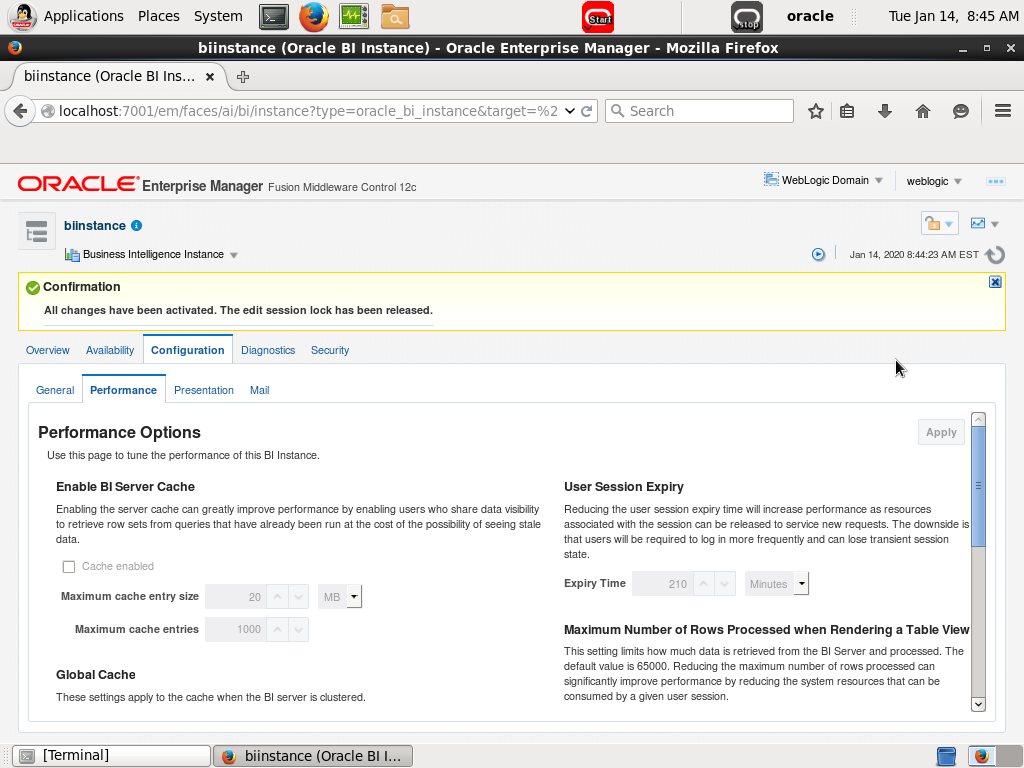 Applications Places System
Start
stop
oracle
Tue Jan 14, 8:45 AM
biinstance (Oracle BI Instance) - Oracle Enterprise Manager - Mozilla Firefox
biinstance (Oracle BI Ins...
localhost:7001/em/faces/ai/bi/instance?type=oracle_bi_instance&target=%2
Search
ORACLE Enterprise Manager Fusion Middleware Control 12c
WebLogic Domain
weblogic
biinstance
Business Intelligence Instance
Jan 14, 2020 8:44:23 AM EST
Confirmation
All changes have been activated. The edit session lock has been released.
Overview Availability Configuration Diagnostics Security
General Performance Presentation Mail
Performance Options
Apply
Use this page to tune the performance of this BI Instance.
Enable BI Server Cache
Enabling the server cache can greatly improve performance by enabling users who share data visibility
to retrieve row sets from queries that have already been run at the cost of the possibility of seeing stale
data.
Cache enabled
Maximum cache entry size 20 MB
Maximum cache entries 1000
Global Cache
These settings apply to the cache when the BI server is clustered.
User Session Expiry
Reducing the user session expiry time will increase performance as resources
associated with the session can be released to service new requests. The downside is
that users will be required to log in more frequently and can lose transient session
state.
Expiry Time 210 Minutes
Maximum Number of Rows Processed when Rendering a Table View
This setting limits how much data is retrieved from the BI Server and processed. The
default value is 65000. Reducing the maximum number of rows processed can
significantly improve performance by reducing the system resources that can be
consumed by a given user session.
[Terminal]
biinstance (Oracle BI I...